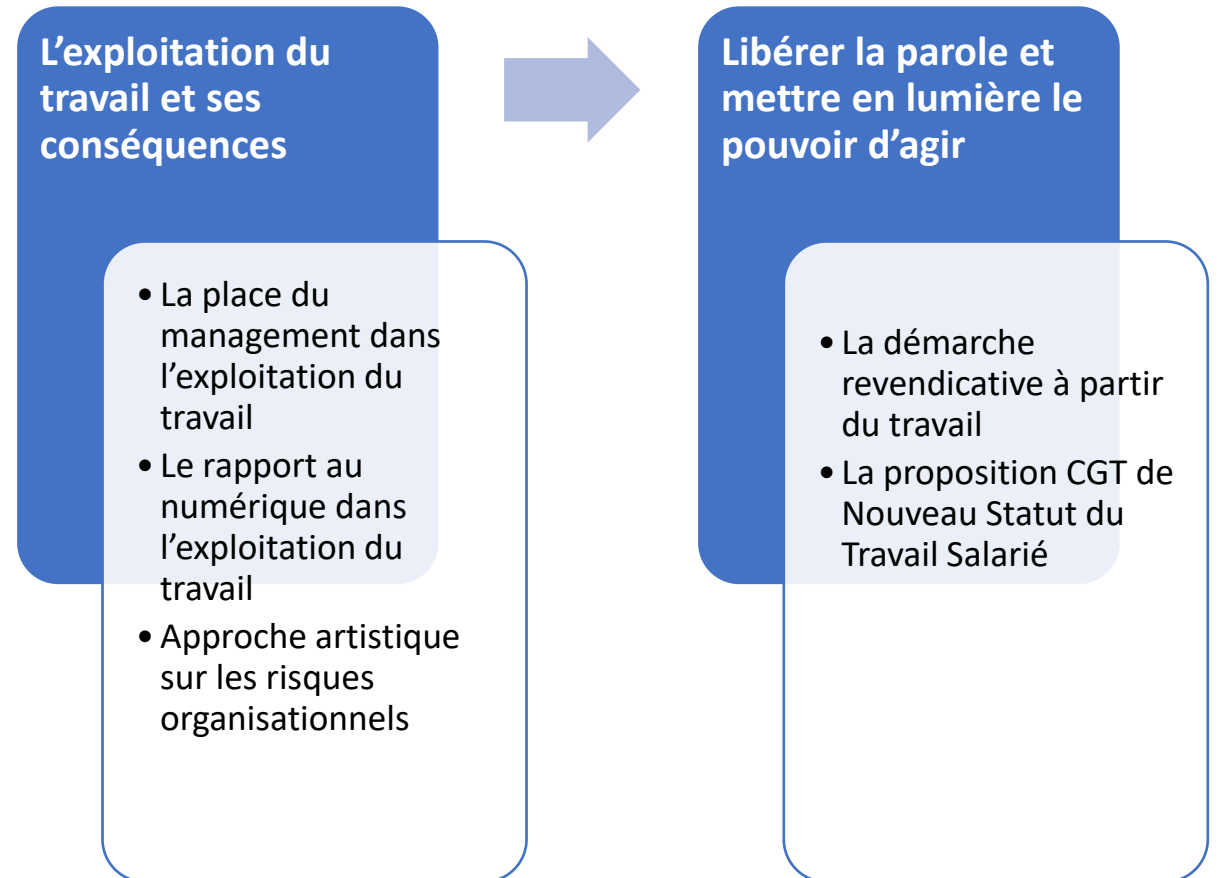 L’exploitation du
travail et ses
conséquences
• La place du
management dans
l’exploitation du
travail
• Le rapport au
numérique dans
l’exploitation du
travail
• Approche artistique
sur les risques
organisationnels
Libérer la parole et
mettre en lumière le
pouvoir d’agir
• La démarche
revendicative à partir
du travail
• La proposition CGT de
Nouveau Statut du
Travail Salarié